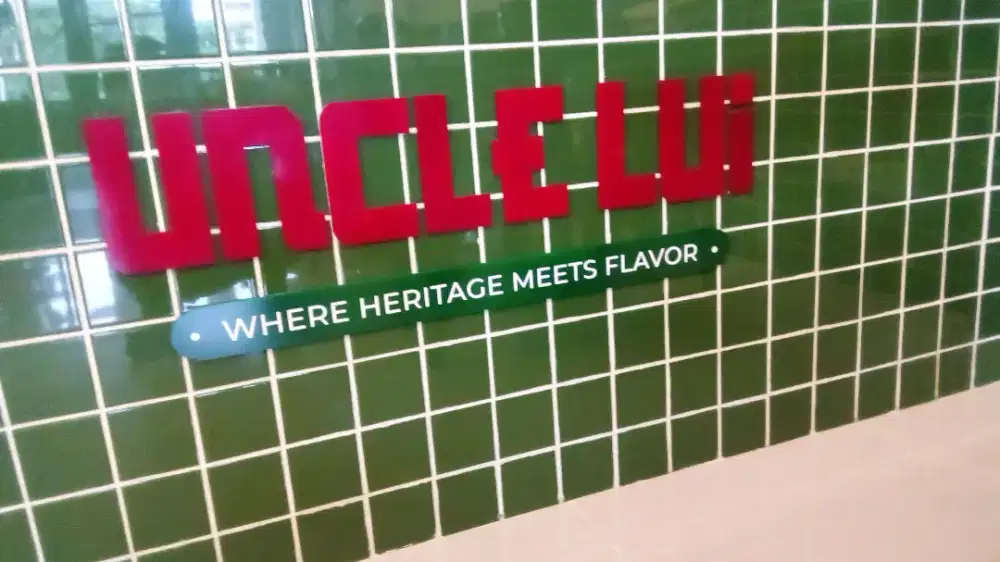 UNCLE LUI
• WHERE HERITAGE MEETS FLAVOR •